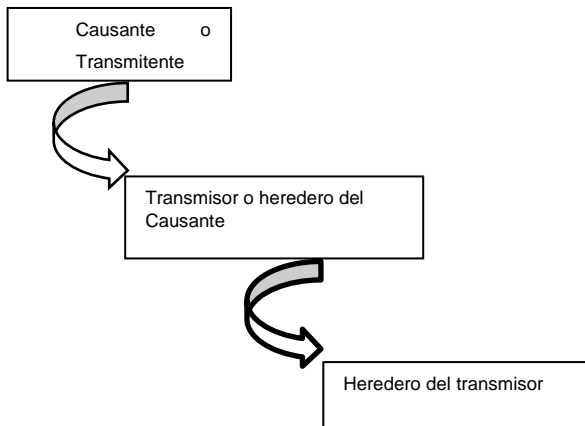 Causante o
Transmitente
Transmisor o heredero del
Causante
Heredero del transmisor